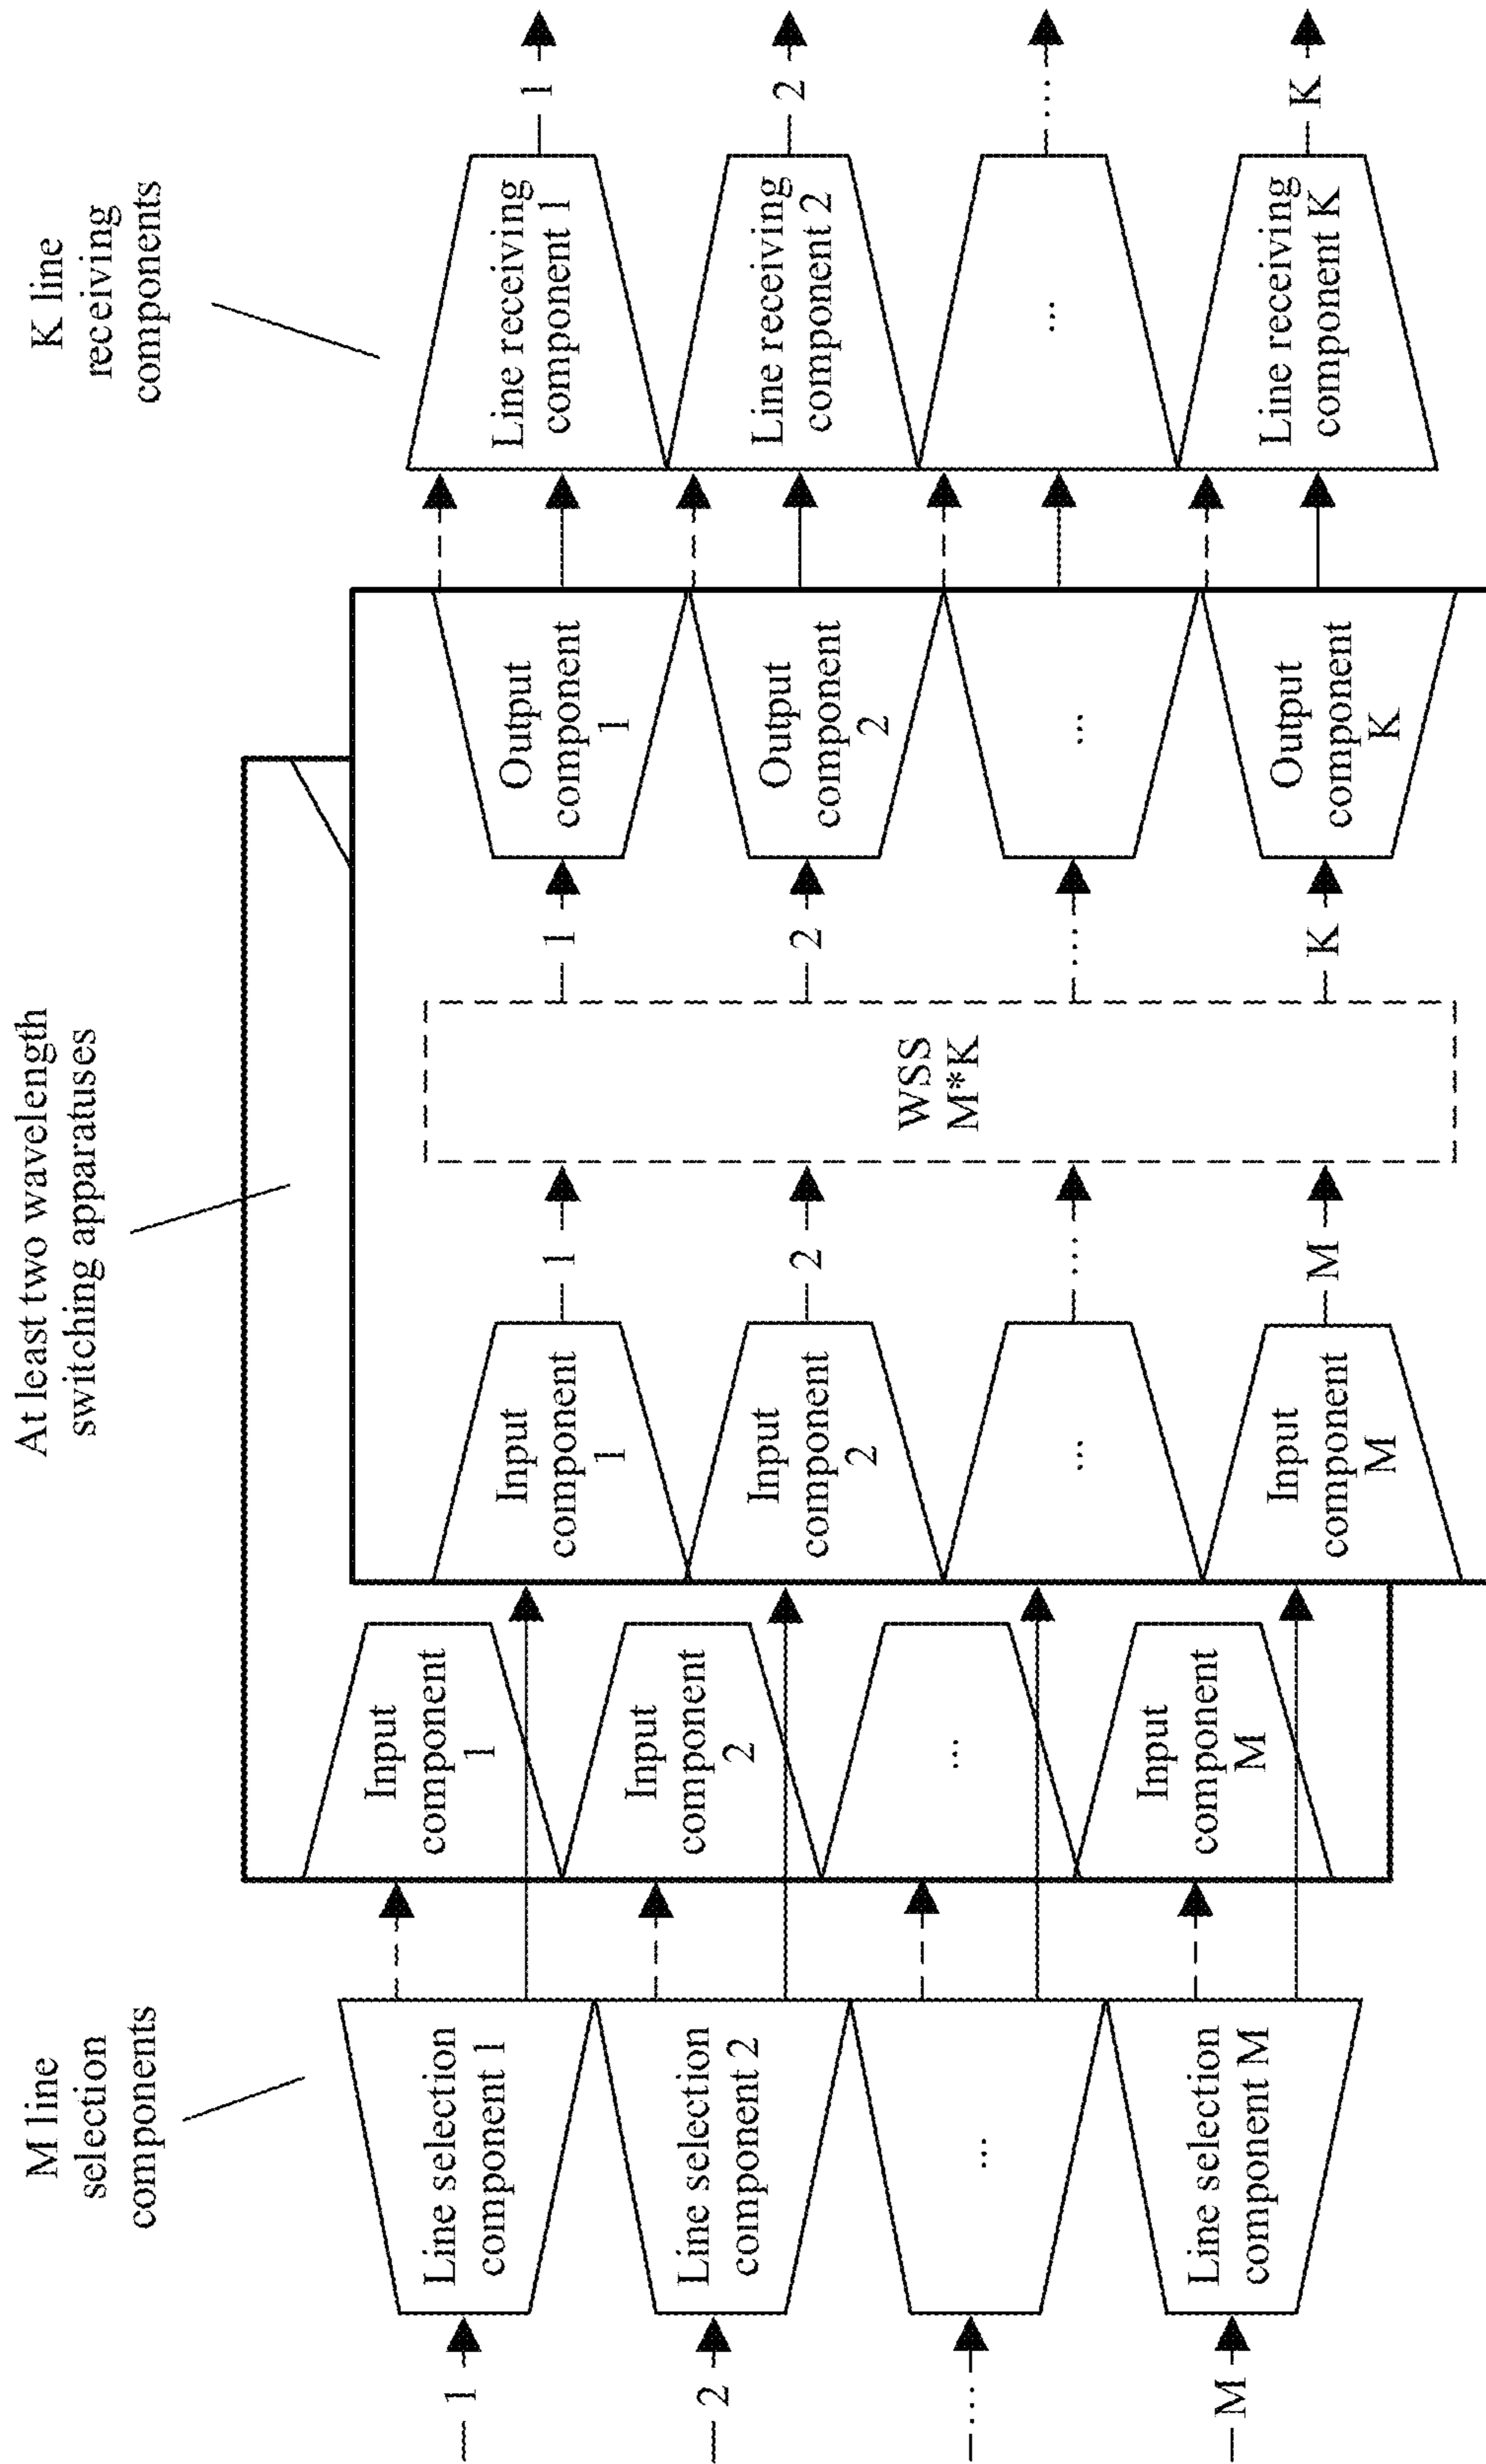 M line
selection
components
At least two wavelength
switching apparatuses
K line
receiving
components
1
Line selection
component 1
2
Line selection
component 2
....
...
M
Line selection
component M
Input
component
1
Input
component
2
...
Input
component
M
Input
component
1
Input
component
2
...
Input
component
M
1
2
....
M
WSS
M*K
1
2
....
K
Output
component
1
Output
component
2
...
Output
component
K
Line receiving
component 1
Line receiving
component 2
...
Line receiving
component K
1
2
....
K